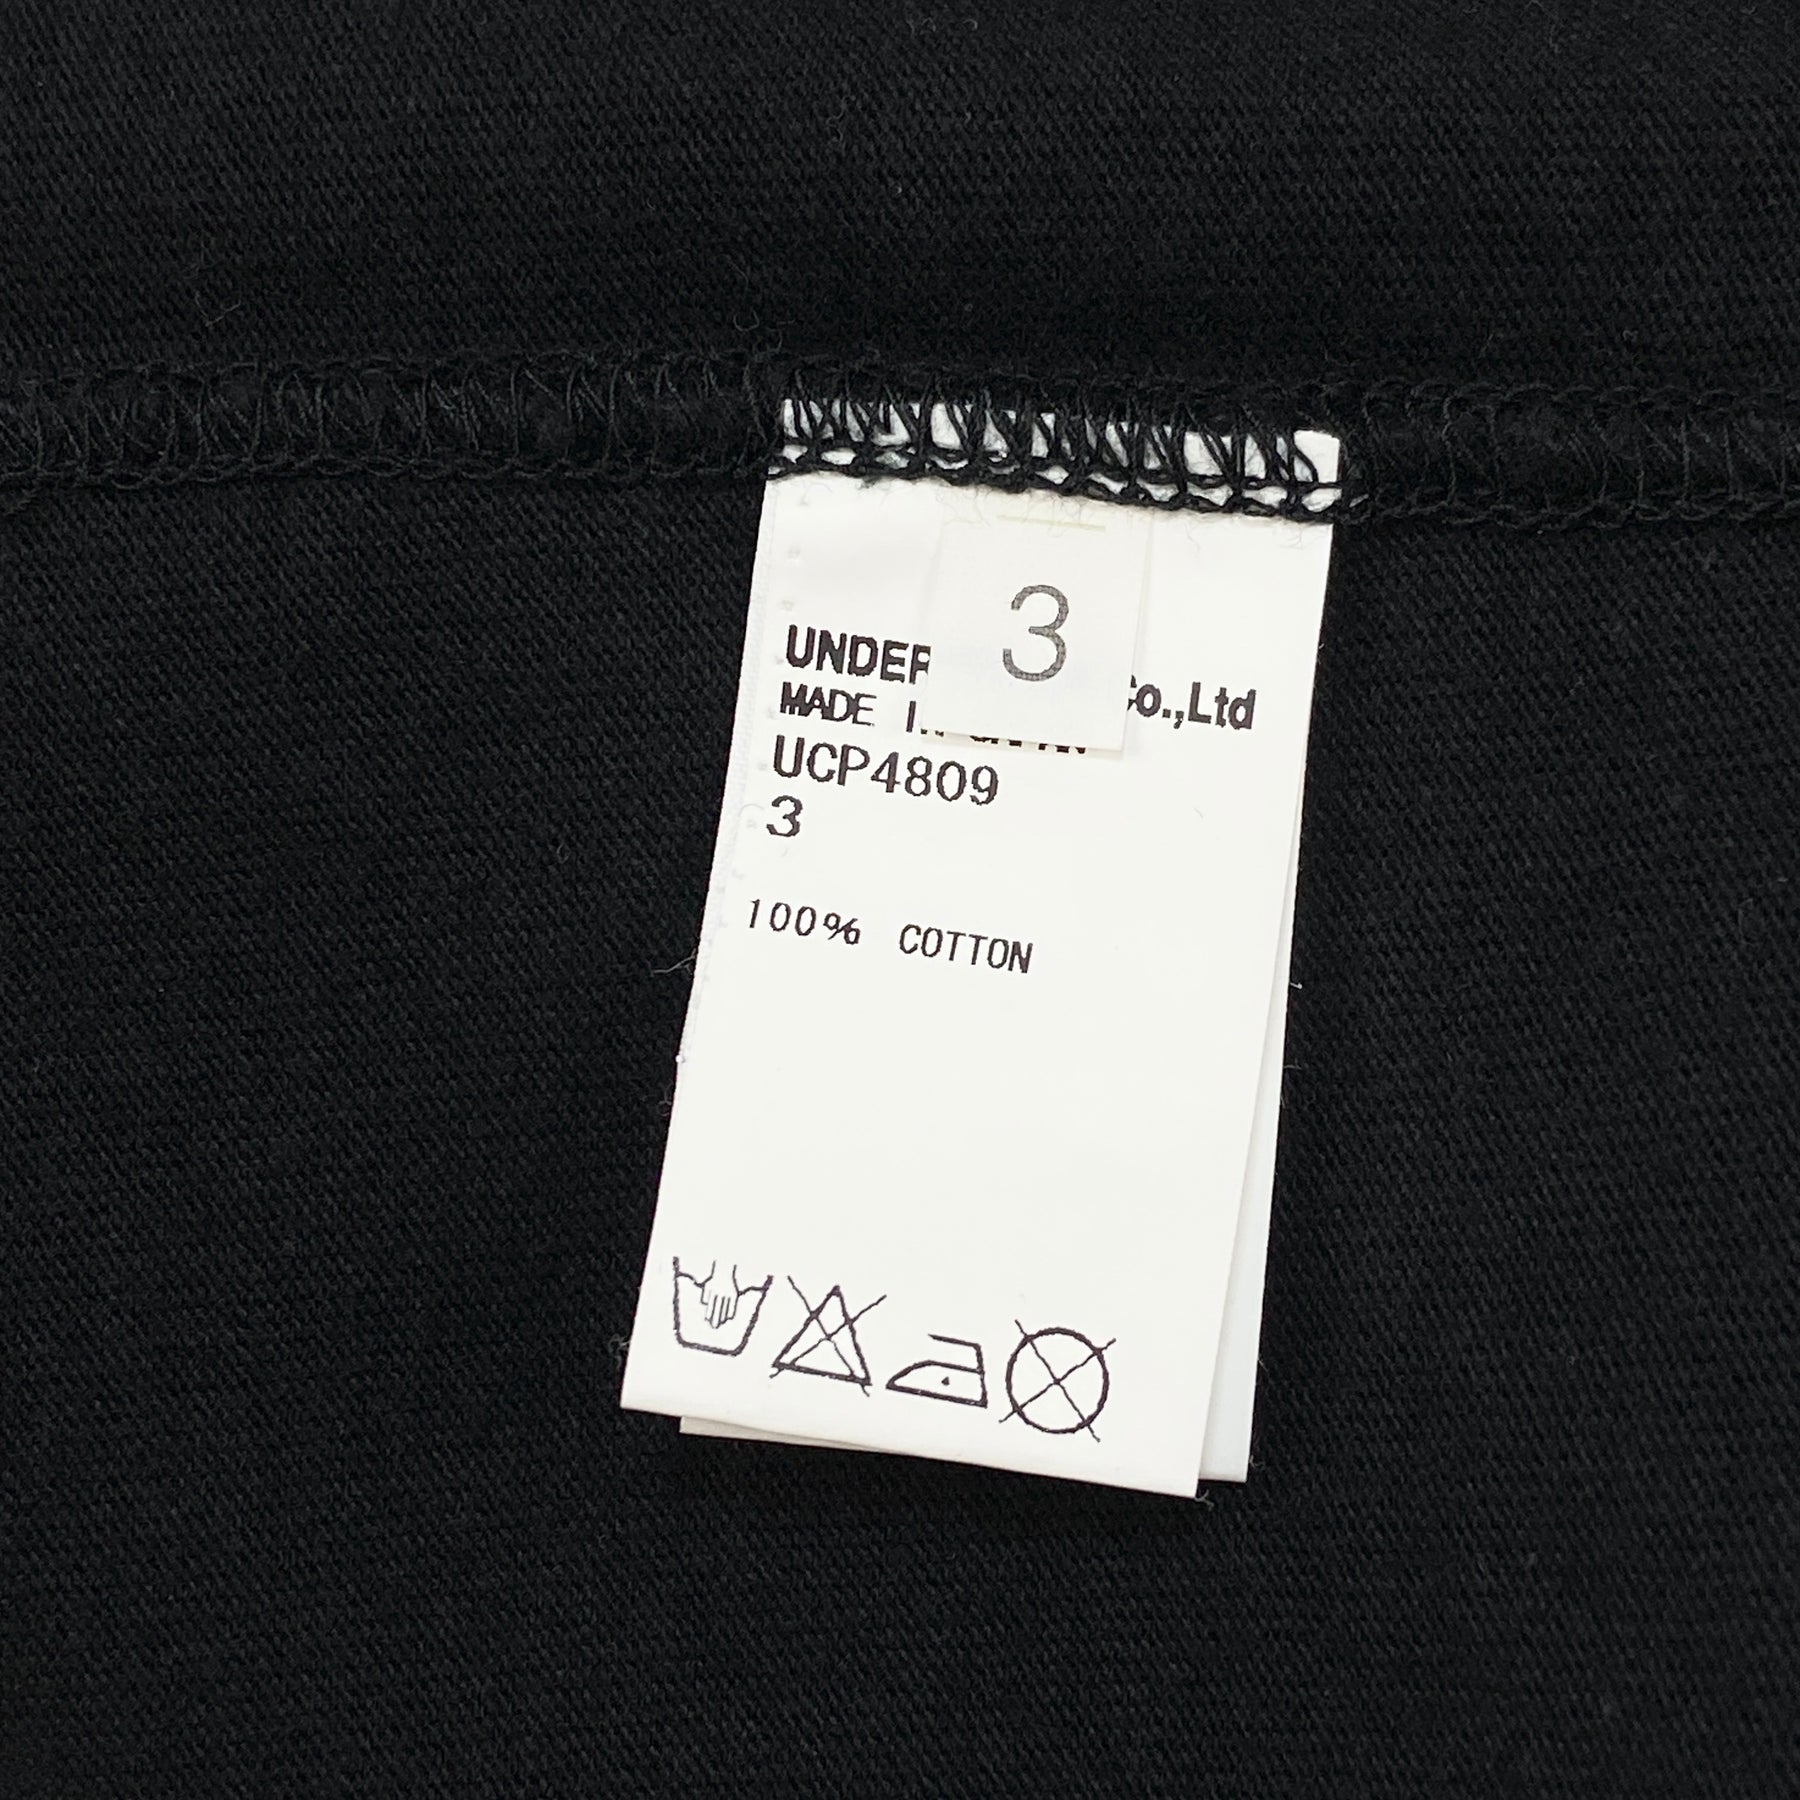 3
UNDER
Co.,Ltd
MADE
UCP4809
3
100% COTTON